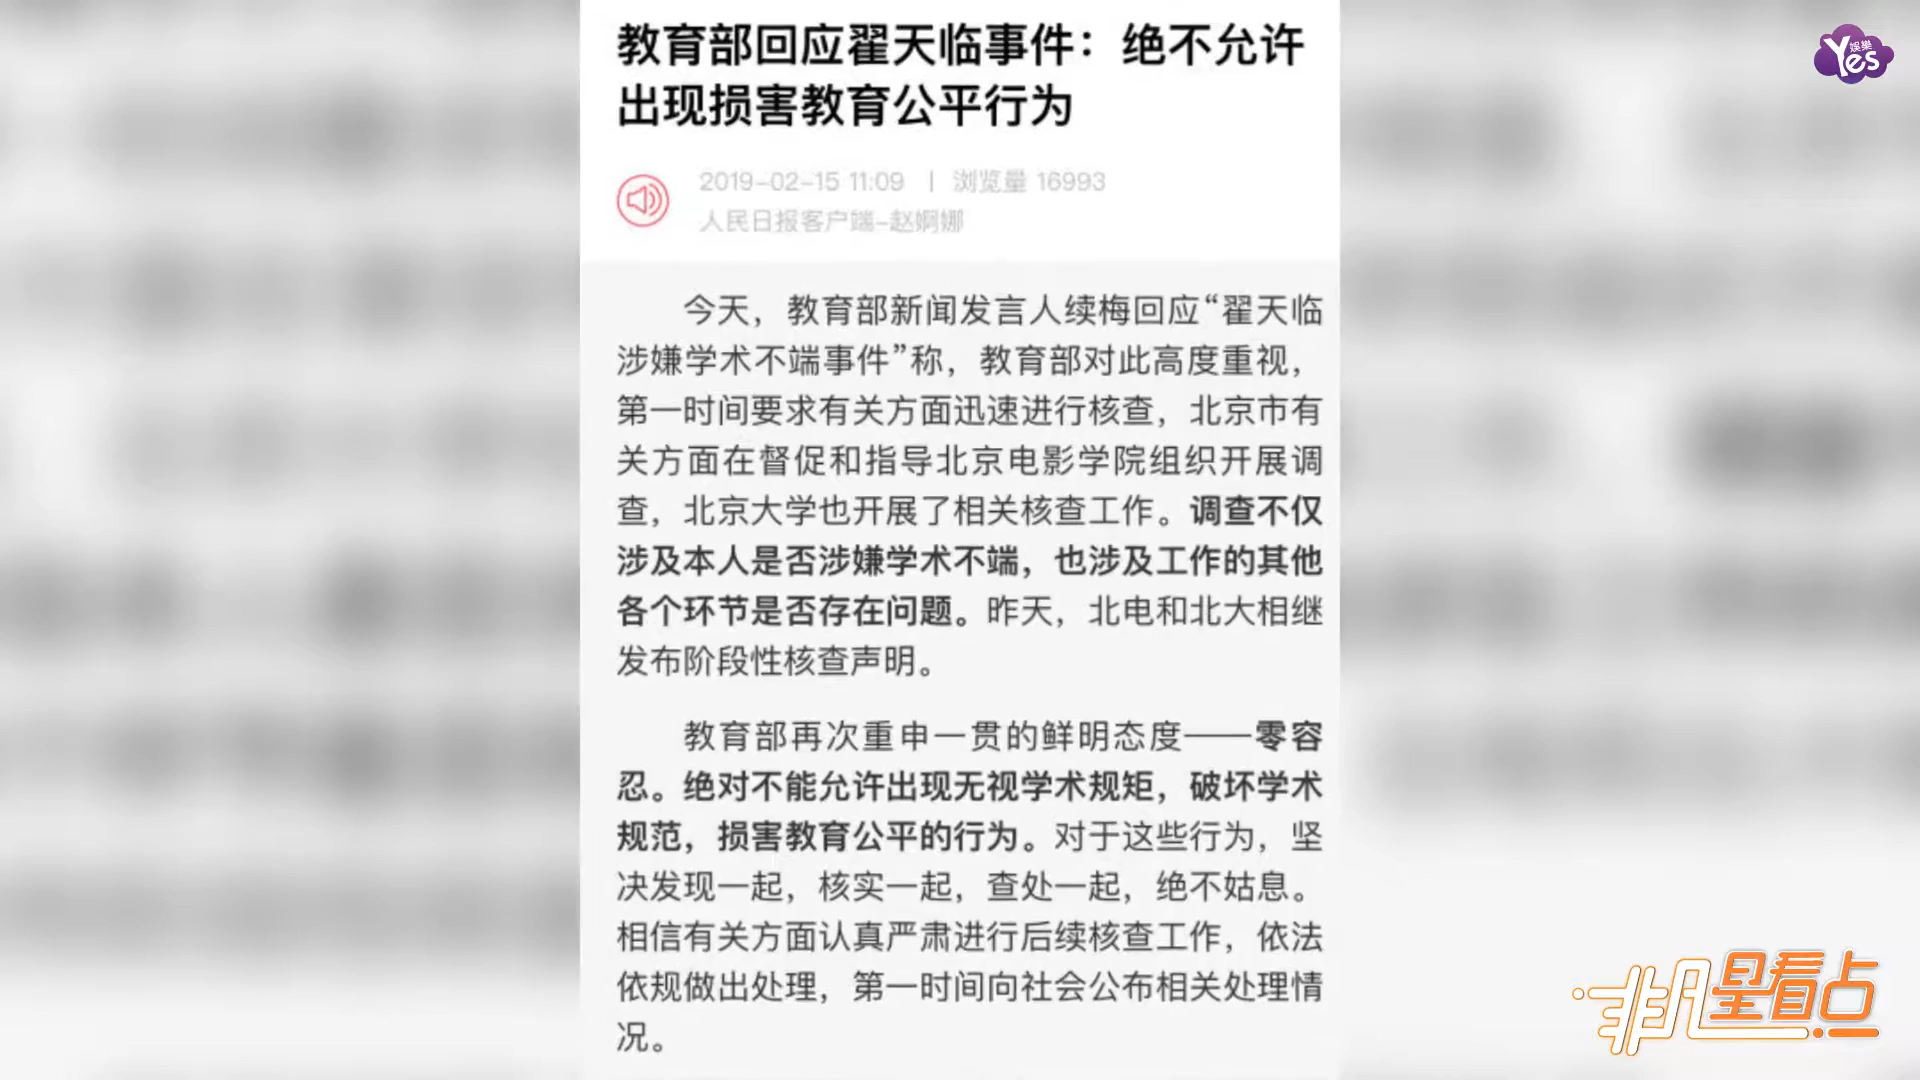 教育部回应翟天临事件：绝不允许
出现损害教育公平行为
Yes 娱樂
2019-02-15 11:09 | 浏览量 16993
人民日报客户端-赵婀娜
今天，教育部新闻发言人续梅回应“翟天临
涉嫌学术不端事件”称，教育部对此高度重视，
第一时间要求有关方面迅速进行核查，北京市有
关方面在督促和指导北京电影学院组织开展调
查，北京大学也开展了相关核查工作。调查不仅
涉及本人是否涉嫌学术不端，也涉及工作的其他
各个环节是否存在问题。昨天，北电和北大相继
发布阶段性核查声明。
教育部再次重申一贯的鲜明态度——零容
忍。绝对不能允许出现无视学术规矩，破坏学术
规范，损害教育公平的行为。对于这些行为，坚
决发现一起，核实一起，查处一起，绝不姑息。
相信有关方面认真严肃进行后续核查工作，依法
依规做出处理，第一时间向社会公布相关处理情
况。
非凡星看点